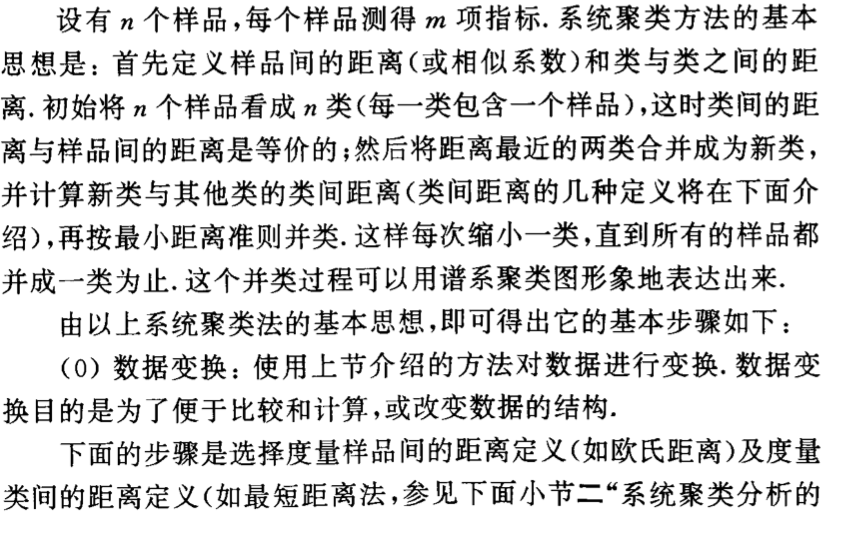 设有 n 个样品,每个样品测得 m 项指标. 系统聚类方法的基本
思想是: 首先定义样品间的距离(或相似系数)和类与类之间的距
离. 初始将 n 个样品看成 n 类(每一类包含一个样品),这时类间的距
离与样品间的距离是等价的;然后将距离最近的两类合并成为新类,
并计算新类与其他类的类间距离(类间距离的几种定义将在下面介
绍),再按最小距离准则并类. 这样每次缩小一类,直到所有的样品都
并成一类为止. 这个并类过程可以用谱系聚类图形象地表达出来.
由以上系统聚类法的基本思想,即可得出它的基本步骤如下:
(0) 数据变换: 使用上节介绍的方法对数据进行变换. 数据变
换目的是为了便于比较和计算,或改变数据的结构.
下面的步骤是选择度量样品间的距离定义(如欧氏距离)及度量
类间的距离定义(如最短距离法,参见下面小节二“系统聚类分析的